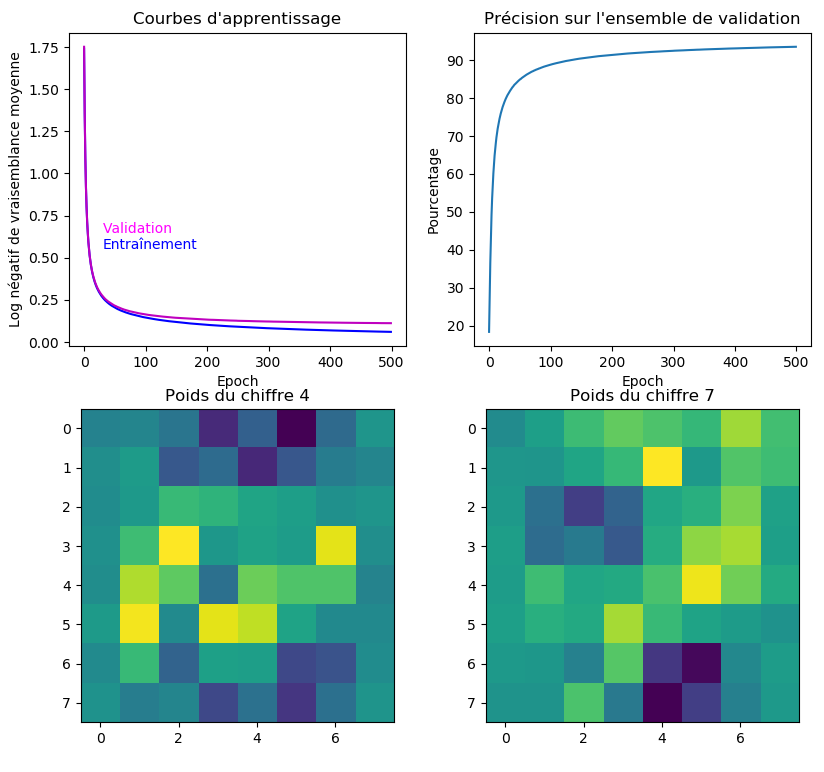 Courbes d'apprentissage
Log négatif de vraisemblance moyenne
1.75
1.50
1.25
1.00
0.75
0.50
0.25
0.00
Validation
Entraînement
0 100 200 300 400 500
Epoch
Précision sur l'ensemble de validation
Pourcentage
90
80
70
60
50
40
30
20
0 100 200 300 400 500
Epoch
Poids du chiffre 4
0
1
2
3
4
5
6
7
0 2 4 6
Poids du chiffre 7
0
1
2
3
4
5
6
7
0 2 4 6